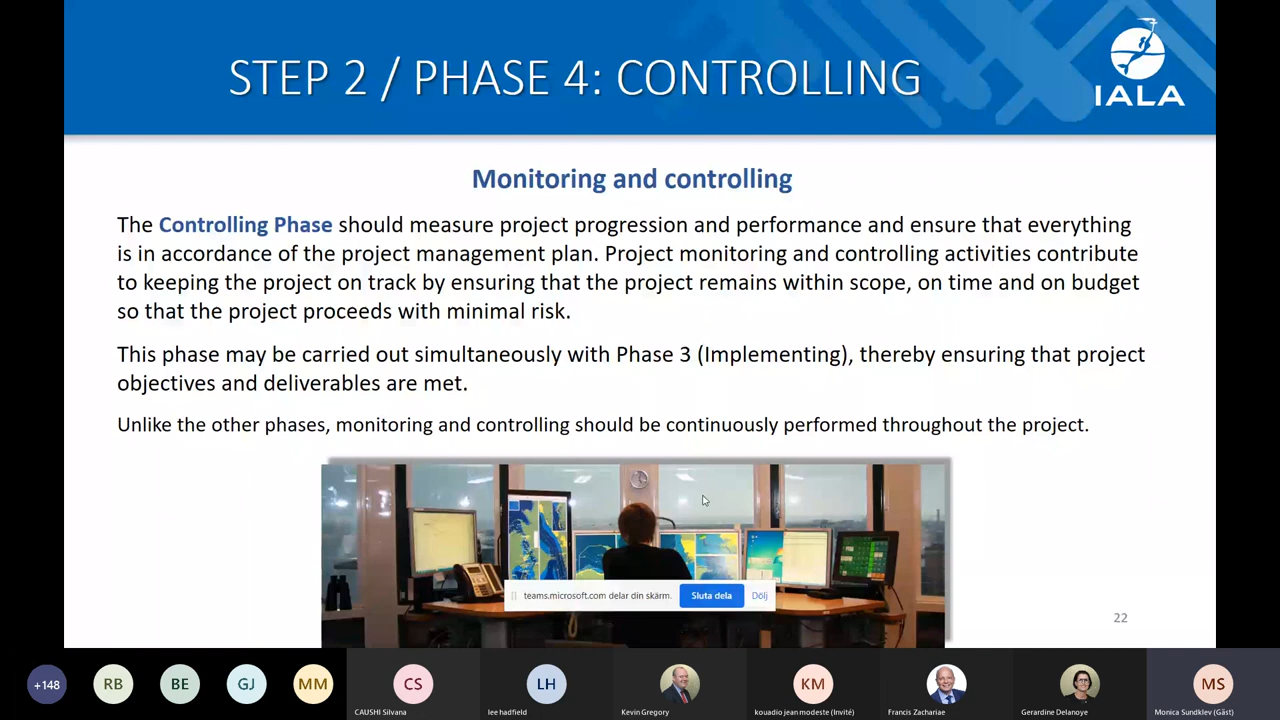 STEP 2 / PHASE 4: CONTROLLING
IALA
Monitoring and controlling
The Controlling Phase should measure project progression and performance and ensure that everything
is in accordance of the project management plan. Project monitoring and controlling activities contribute
to keeping the project on track by ensuring that the project remains within scope, on time and on budget
so that the project proceeds with minimal risk.
This phase may be carried out simultaneously with Phase 3 (Implementing), thereby ensuring that project
objectives and deliverables are met.
Unlike the other phases, monitoring and controlling should be continuously performed throughout the project.
teams.microsoft.com delar din skärm.
Sluta dela
Dölj
22
+148
RB
BE
GJ
MM
CS
LH
KM
MS
CAUSHI Silvana
lee hadfield
Kevin Gregory
kouadio jean modeste (Invité)
Francis Zachariae
Gerardine Delanoye
Monica Sundklev (Gäst)